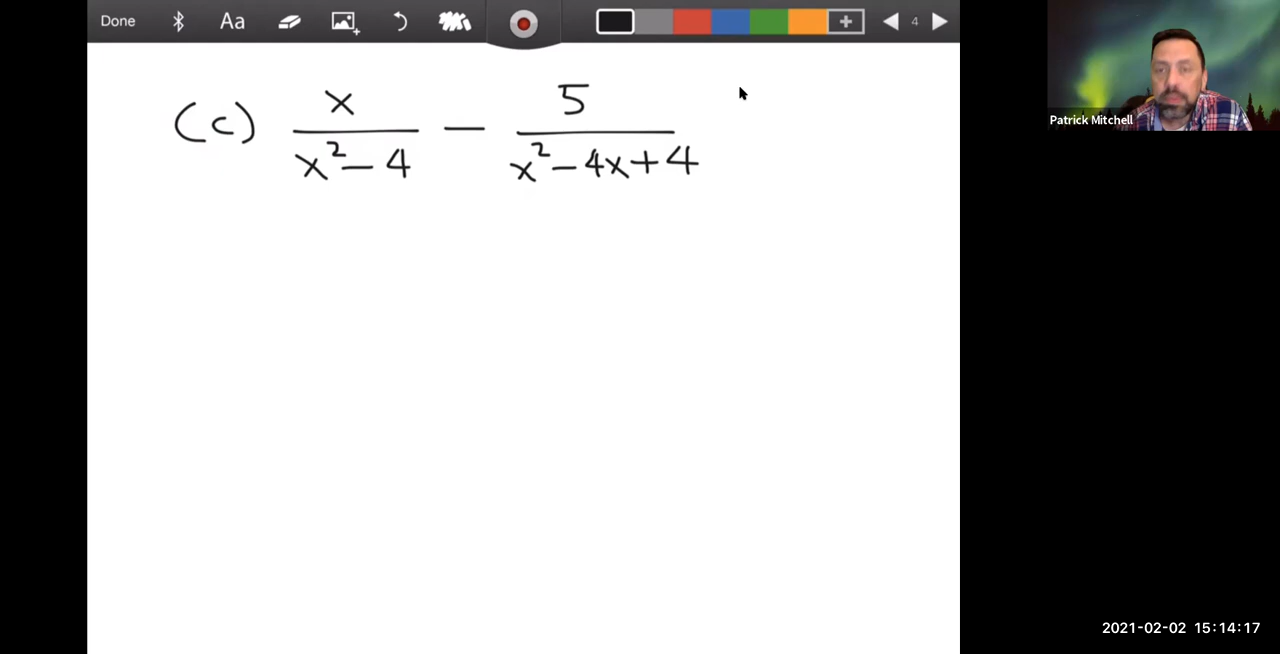 Done Aa 4
(c) x/(x²-4) - 5/(x²-4x+4)
Patrick Mitchell
2021-02-02 15:14:17